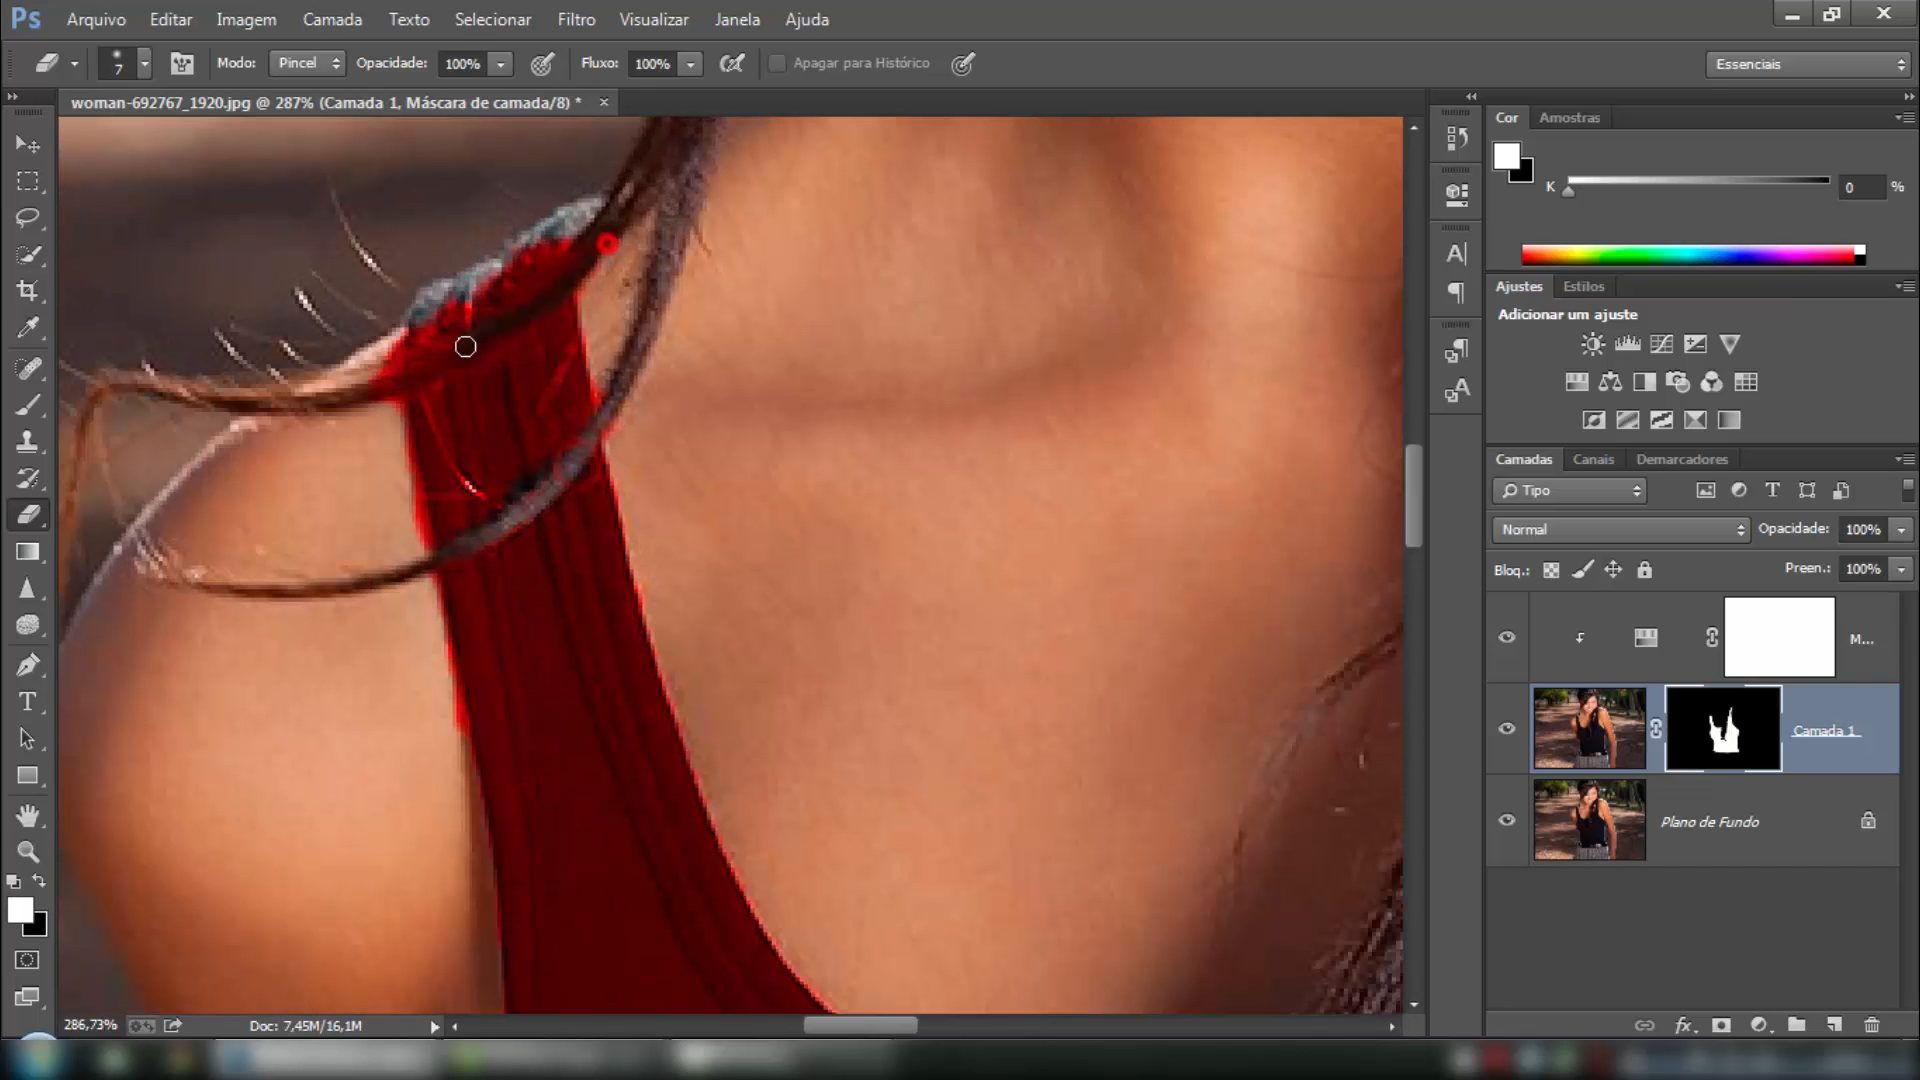 Ps Arquivo Editar Imagem Camada Texto Selecionar Filtro Visualizar Janela Ajuda
7 Modo: Pincel Opacidade: 100% Fluxo: 100% Apagar para Histórico Essenciais
woman-692767_1920.jpg @ 287% (Camada 1, Máscara de camada/8) * ×
Cor Amostras
K 0 %
Ajustes Estilos
Adicionar um ajuste
Camadas Canais Demarcadores
Tipo
Normal Opacidade: 100%
Bloq.: Preen.: 100%
M...
Camada 1
Plano de Fundo
286,73% Doc: 7,45M/16,1M